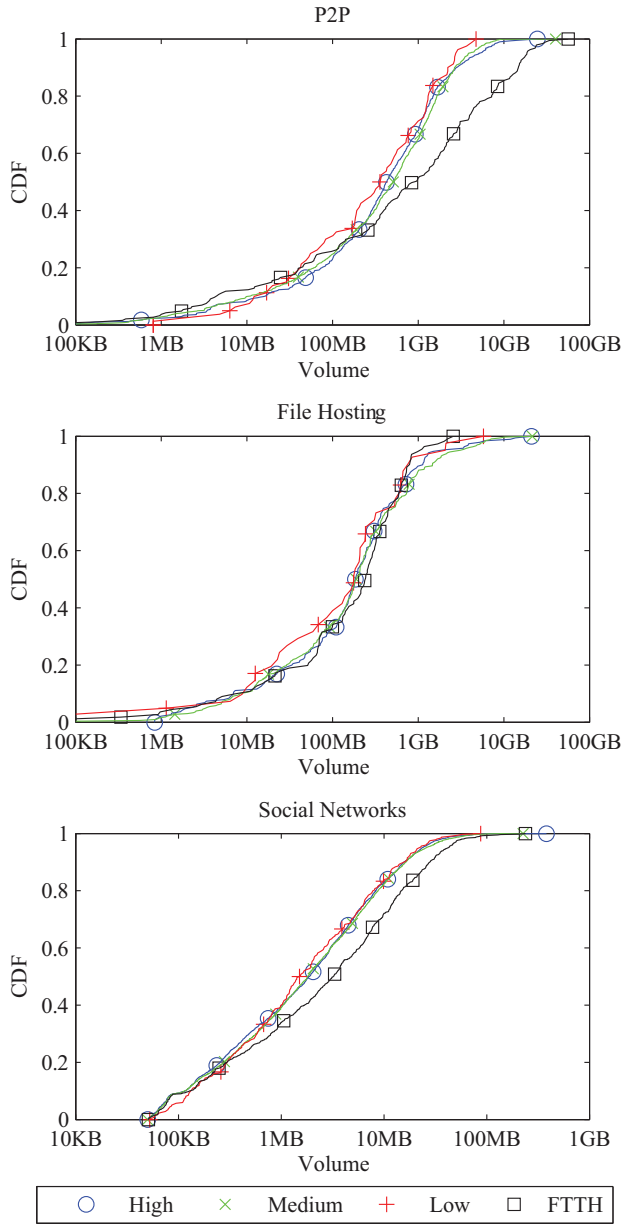 P2P
1
0.8
0.6
0.4
0.2
0
CDF
100KB 1MB 10MB 100MB 1GB 10GB 100GB
Volume
File Hosting
1
0.8
0.6
0.4
0.2
0
CDF
100KB 1MB 10MB 100MB 1GB 10GB 100GB
Volume
Social Networks
1
0.8
0.6
0.4
0.2
0
CDF
10KB 100KB 1MB 10MB 100MB 1GB
Volume
High Medium Low FTTH